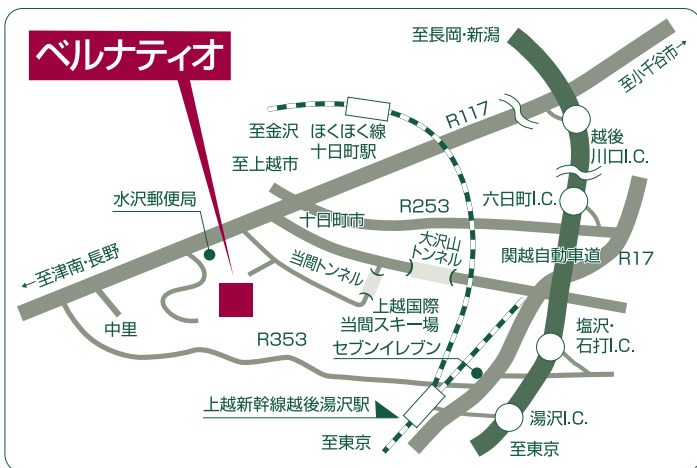 ベルナティオ
至長岡・新潟
至小千谷市→
至金沢
ほくほく線
十日町駅
R117
越後
川口I.C.
至上越市
水沢郵便局
六日町I.C.
十日町市
R253
大沢山
トンネル
関越自動車道
R17
←至津南・長野
当間トンネル
上越国際
当間スキー場
中里
R353
セブンイレブン
塩沢・
石打I.C.
上越新幹線越後湯沢駅
湯沢I.C.
至東京
至東京